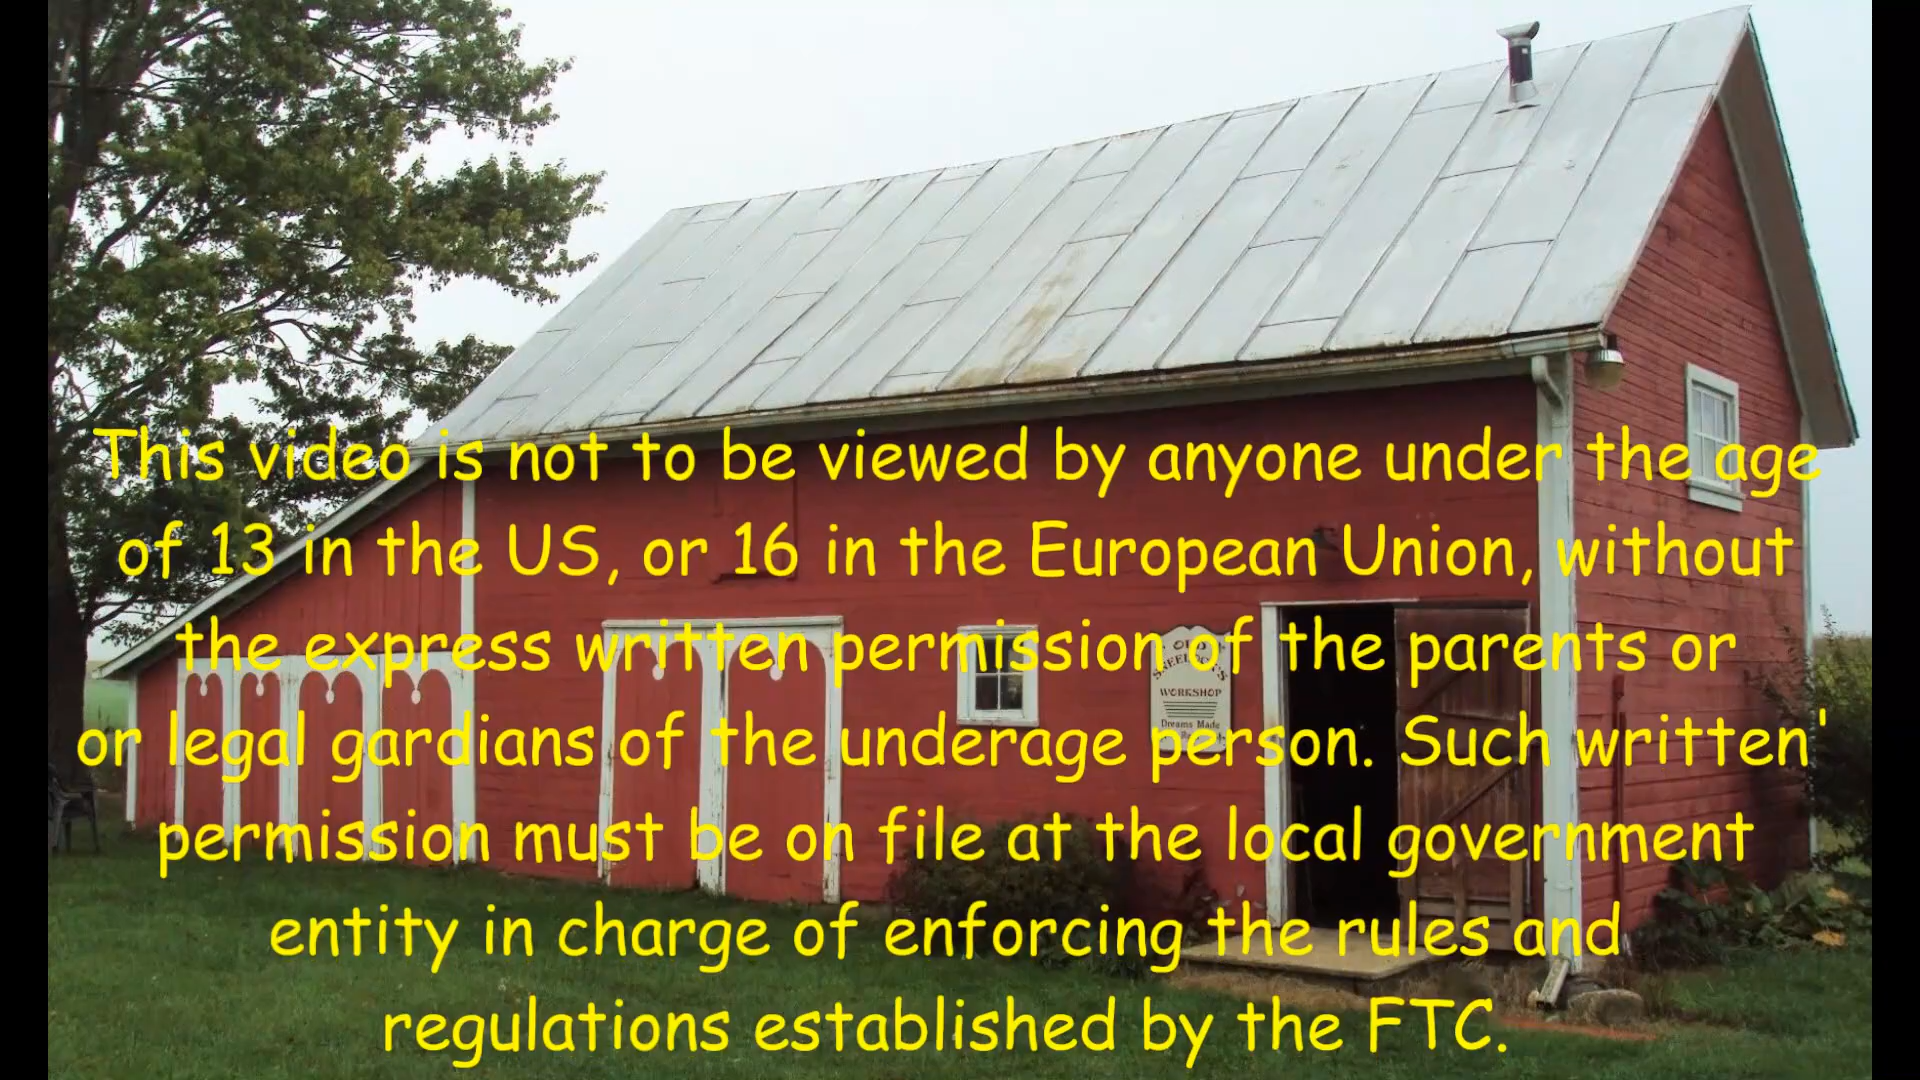 This video is not to be viewed by anyone under the age
of 13 in the US, or 16 in the European Union, without
the express written permission of the parents or
or legal gardians of the underage person. Such written'
permission must be on file at the local government
entity in charge of enforcing the rules and
regulations established by the FTC.
OLD
WORKSHOP
Dreams Made